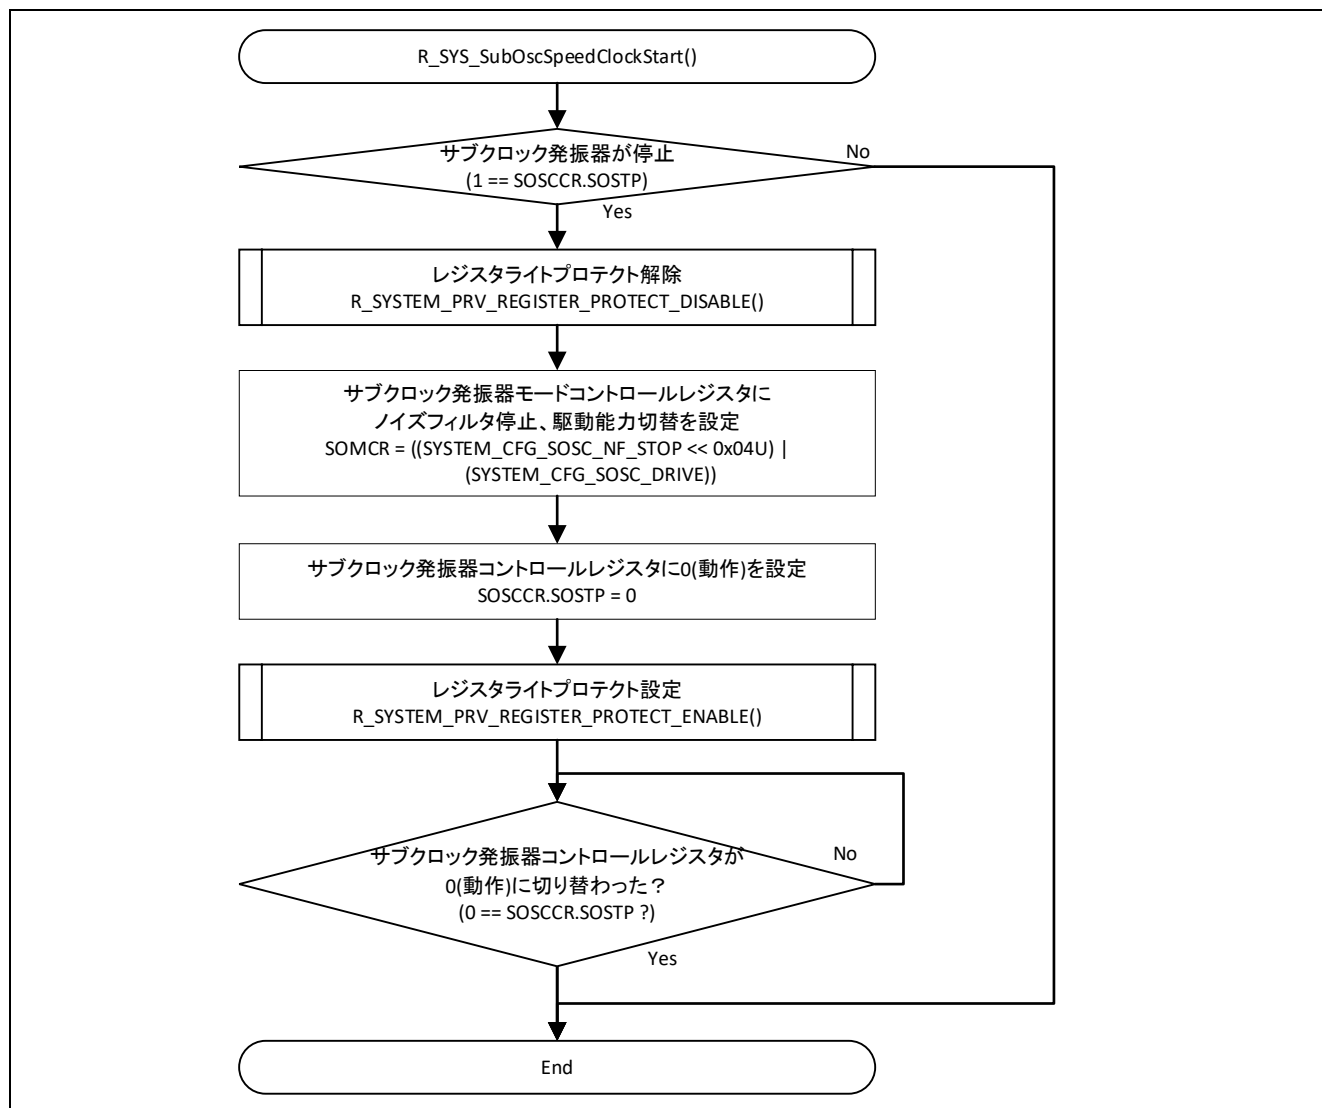 R_SYS_SubOscSpeedClockStart()
サブクロック発振器が停止
(1 == SOSCCR.SOSTP)
No
Yes
レジスタライトプロテクト解除
R_SYSTEM_PRV_REGISTER_PROTECT_DISABLE()
サブクロック発振器モードコントロールレジスタに
ノイズフィルタ停止、駆動能力切替を設定
SOMCR = ((SYSTEM_CFG_SOSC_NF_STOP << 0x04U) |
(SYSTEM_CFG_SOSC_DRIVE))
サブクロック発振器コントロールレジスタに0(動作)を設定
SOSCCR.SOSTP = 0
レジスタライトプロテクト設定
R_SYSTEM_PRV_REGISTER_PROTECT_ENABLE()
サブクロック発振器コントロールレジスタが
0(動作)に切り替わった？
(0 == SOSCCR.SOSTP ?)
No
Yes
End